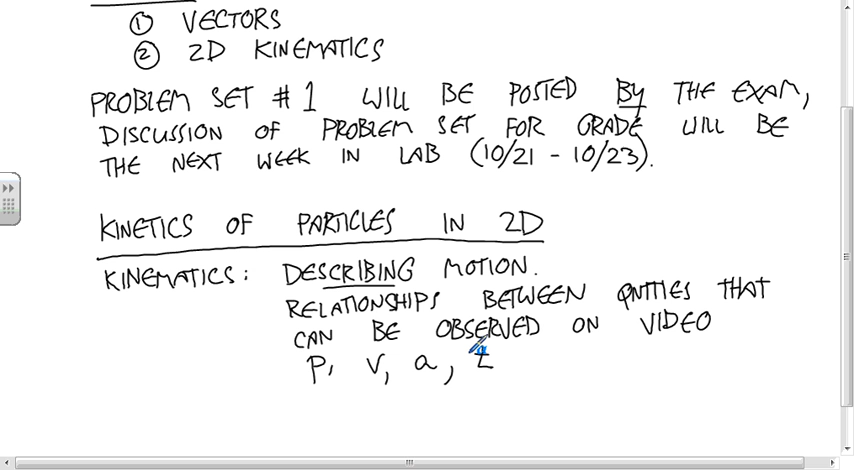 ① VECTORS
② 2D KINEMATICS
PROBLEM SET #1 WILL BE POSTED BY THE EXAM,
DISCUSSION OF PROBLEM SET FOR GRADE WILL BE
THE NEXT WEEK IN LAB (10/21 - 10/23).
KINETICS OF PARTICLES IN 2D
KINEMATICS: DESCRIBING MOTION.
RELATIONSHIPS BETWEEN QNTTIES THAT
CAN BE OBSERVED ON VIDEO
P, V, a,